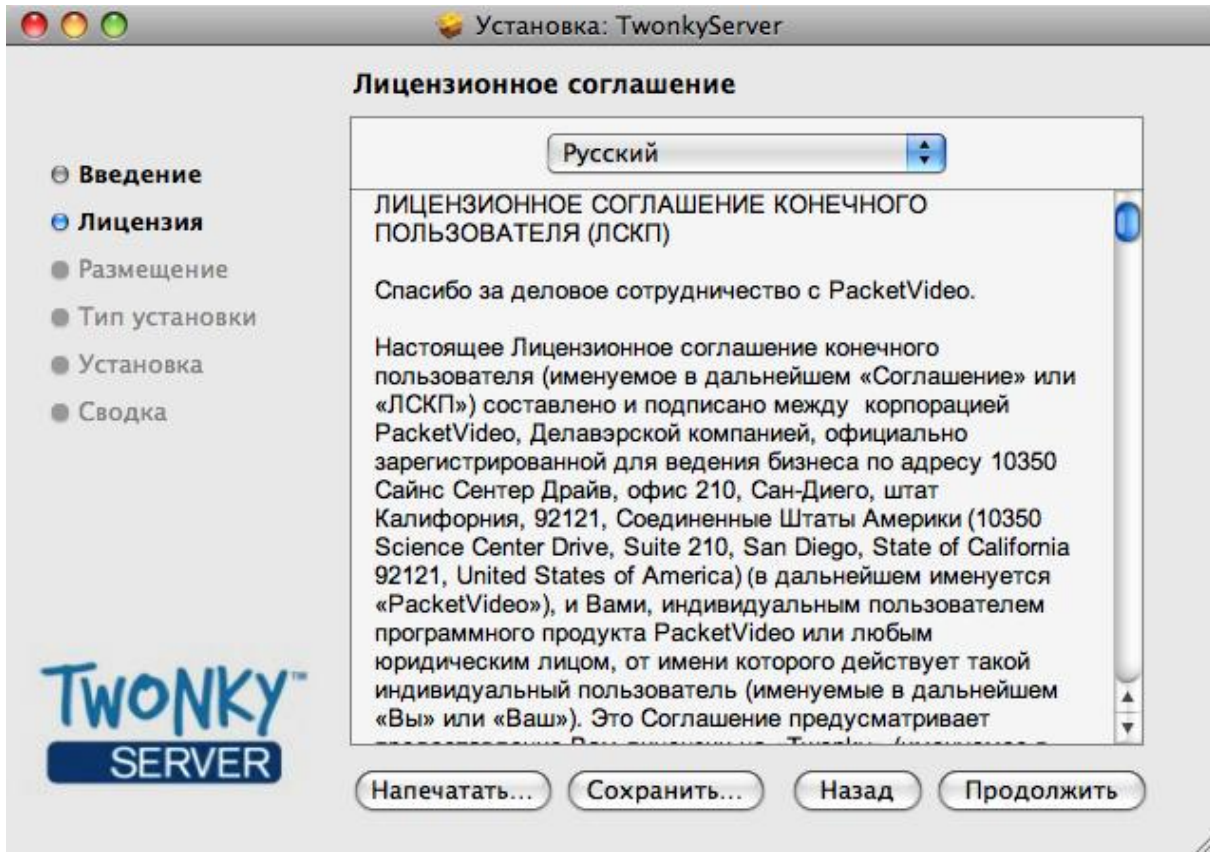 Установка: TwonkyServer
Лицензионное соглашение
Введение
Лицензия
Размещение
Тип установки
Установка
Сводка
Русский
ЛИЦЕНЗИОННОЕ СОГЛАШЕНИЕ КОНЕЧНОГО
ПОЛЬЗОВАТЕЛЯ (ЛСКП)
Спасибо за деловое сотрудничество с PacketVideo.
Настоящее Лицензионное соглашение конечного
пользователя (именуемое в дальнейшем «Соглашение» или
«ЛСКП») составлено и подписано между корпорацией
PacketVideo, Делавэрской компанией, официально
зарегистрированной для ведения бизнеса по адресу 10350
Сайнс Сентер Драйв, офис 210, Сан-Диего, штат
Калифорния, 92121, Соединенные Штаты Америки (10350
Science Center Drive, Suite 210, San Diego, State of California
92121, United States of America) (в дальнейшем именуется
«PacketVideo»), и Вами, индивидуальным пользователем
программного продукта PacketVideo или любым
юридическим лицом, от имени которого действует такой
индивидуальный пользователь (именуемые в дальнейшем
«Вы» или «Ваш»). Это Соглашение предусматривает
TWONKY™
SERVER
Напечатать...
Сохранить...
Назад
Продолжить